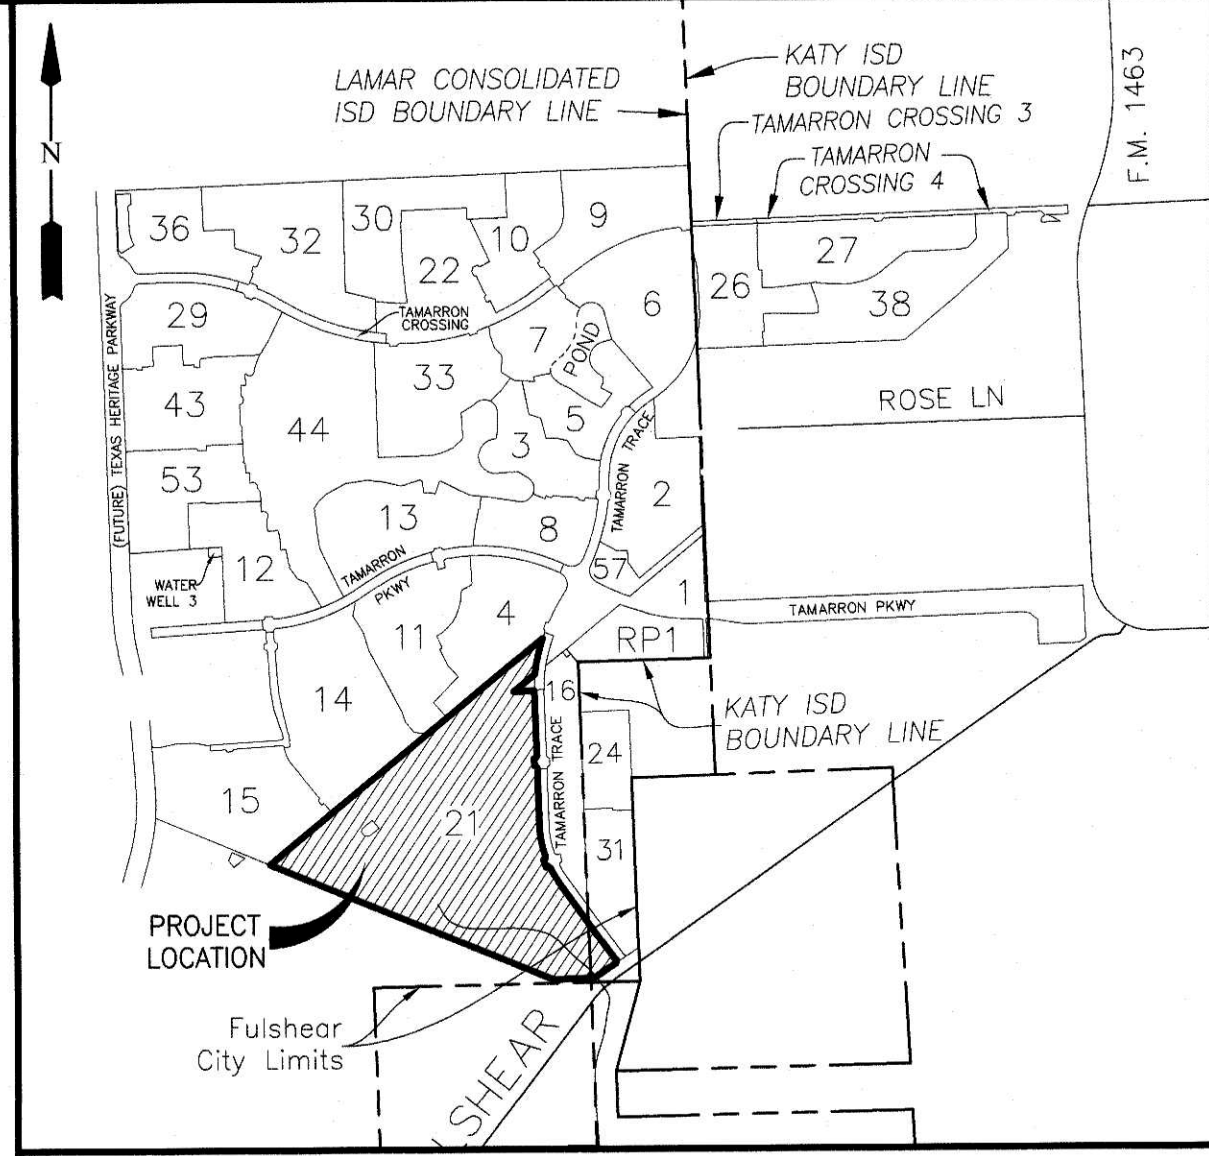 N
LAMAR CONSOLIDATED
ISD BOUNDARY LINE
KATY ISD
BOUNDARY LINE
TAMARRON CROSSING 3
TAMARRON
CROSSING 4
F.M. 1463
36
32
30
22
10
9
27
26
38
6
29
TAMARRON
CROSSING
7
POND
33
(FUTURE) TEXAS HERITAGE PARKWAY
43
44
5
3
ROSE LN
TAMARRON TRACE
53
13
8
2
12
WATER
WELL 3
TAMARRON
PKWY
57
1
TAMARRON PKWY
11
4
RP1
14
16
KATY ISD
BOUNDARY LINE
TAMARRON TRACE
24
15
21
31
PROJECT
LOCATION
Fulshear
City Limits
LSHEAR